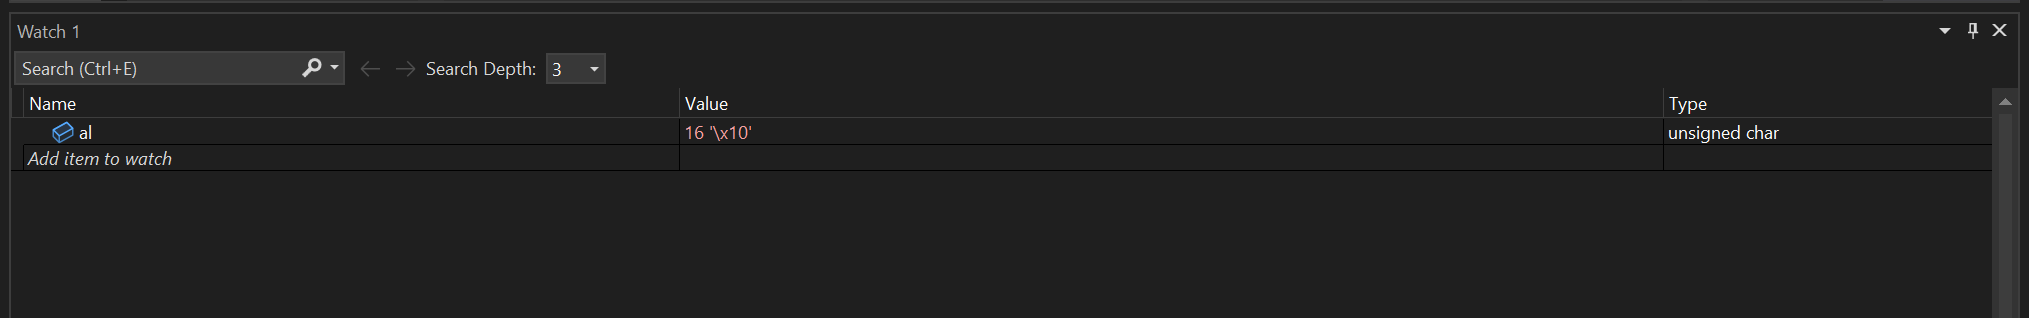 Watch 1
Search (Ctrl+E) Search Depth: 3
Name Value Type
al 16 '\x10' unsigned char
Add item to watch